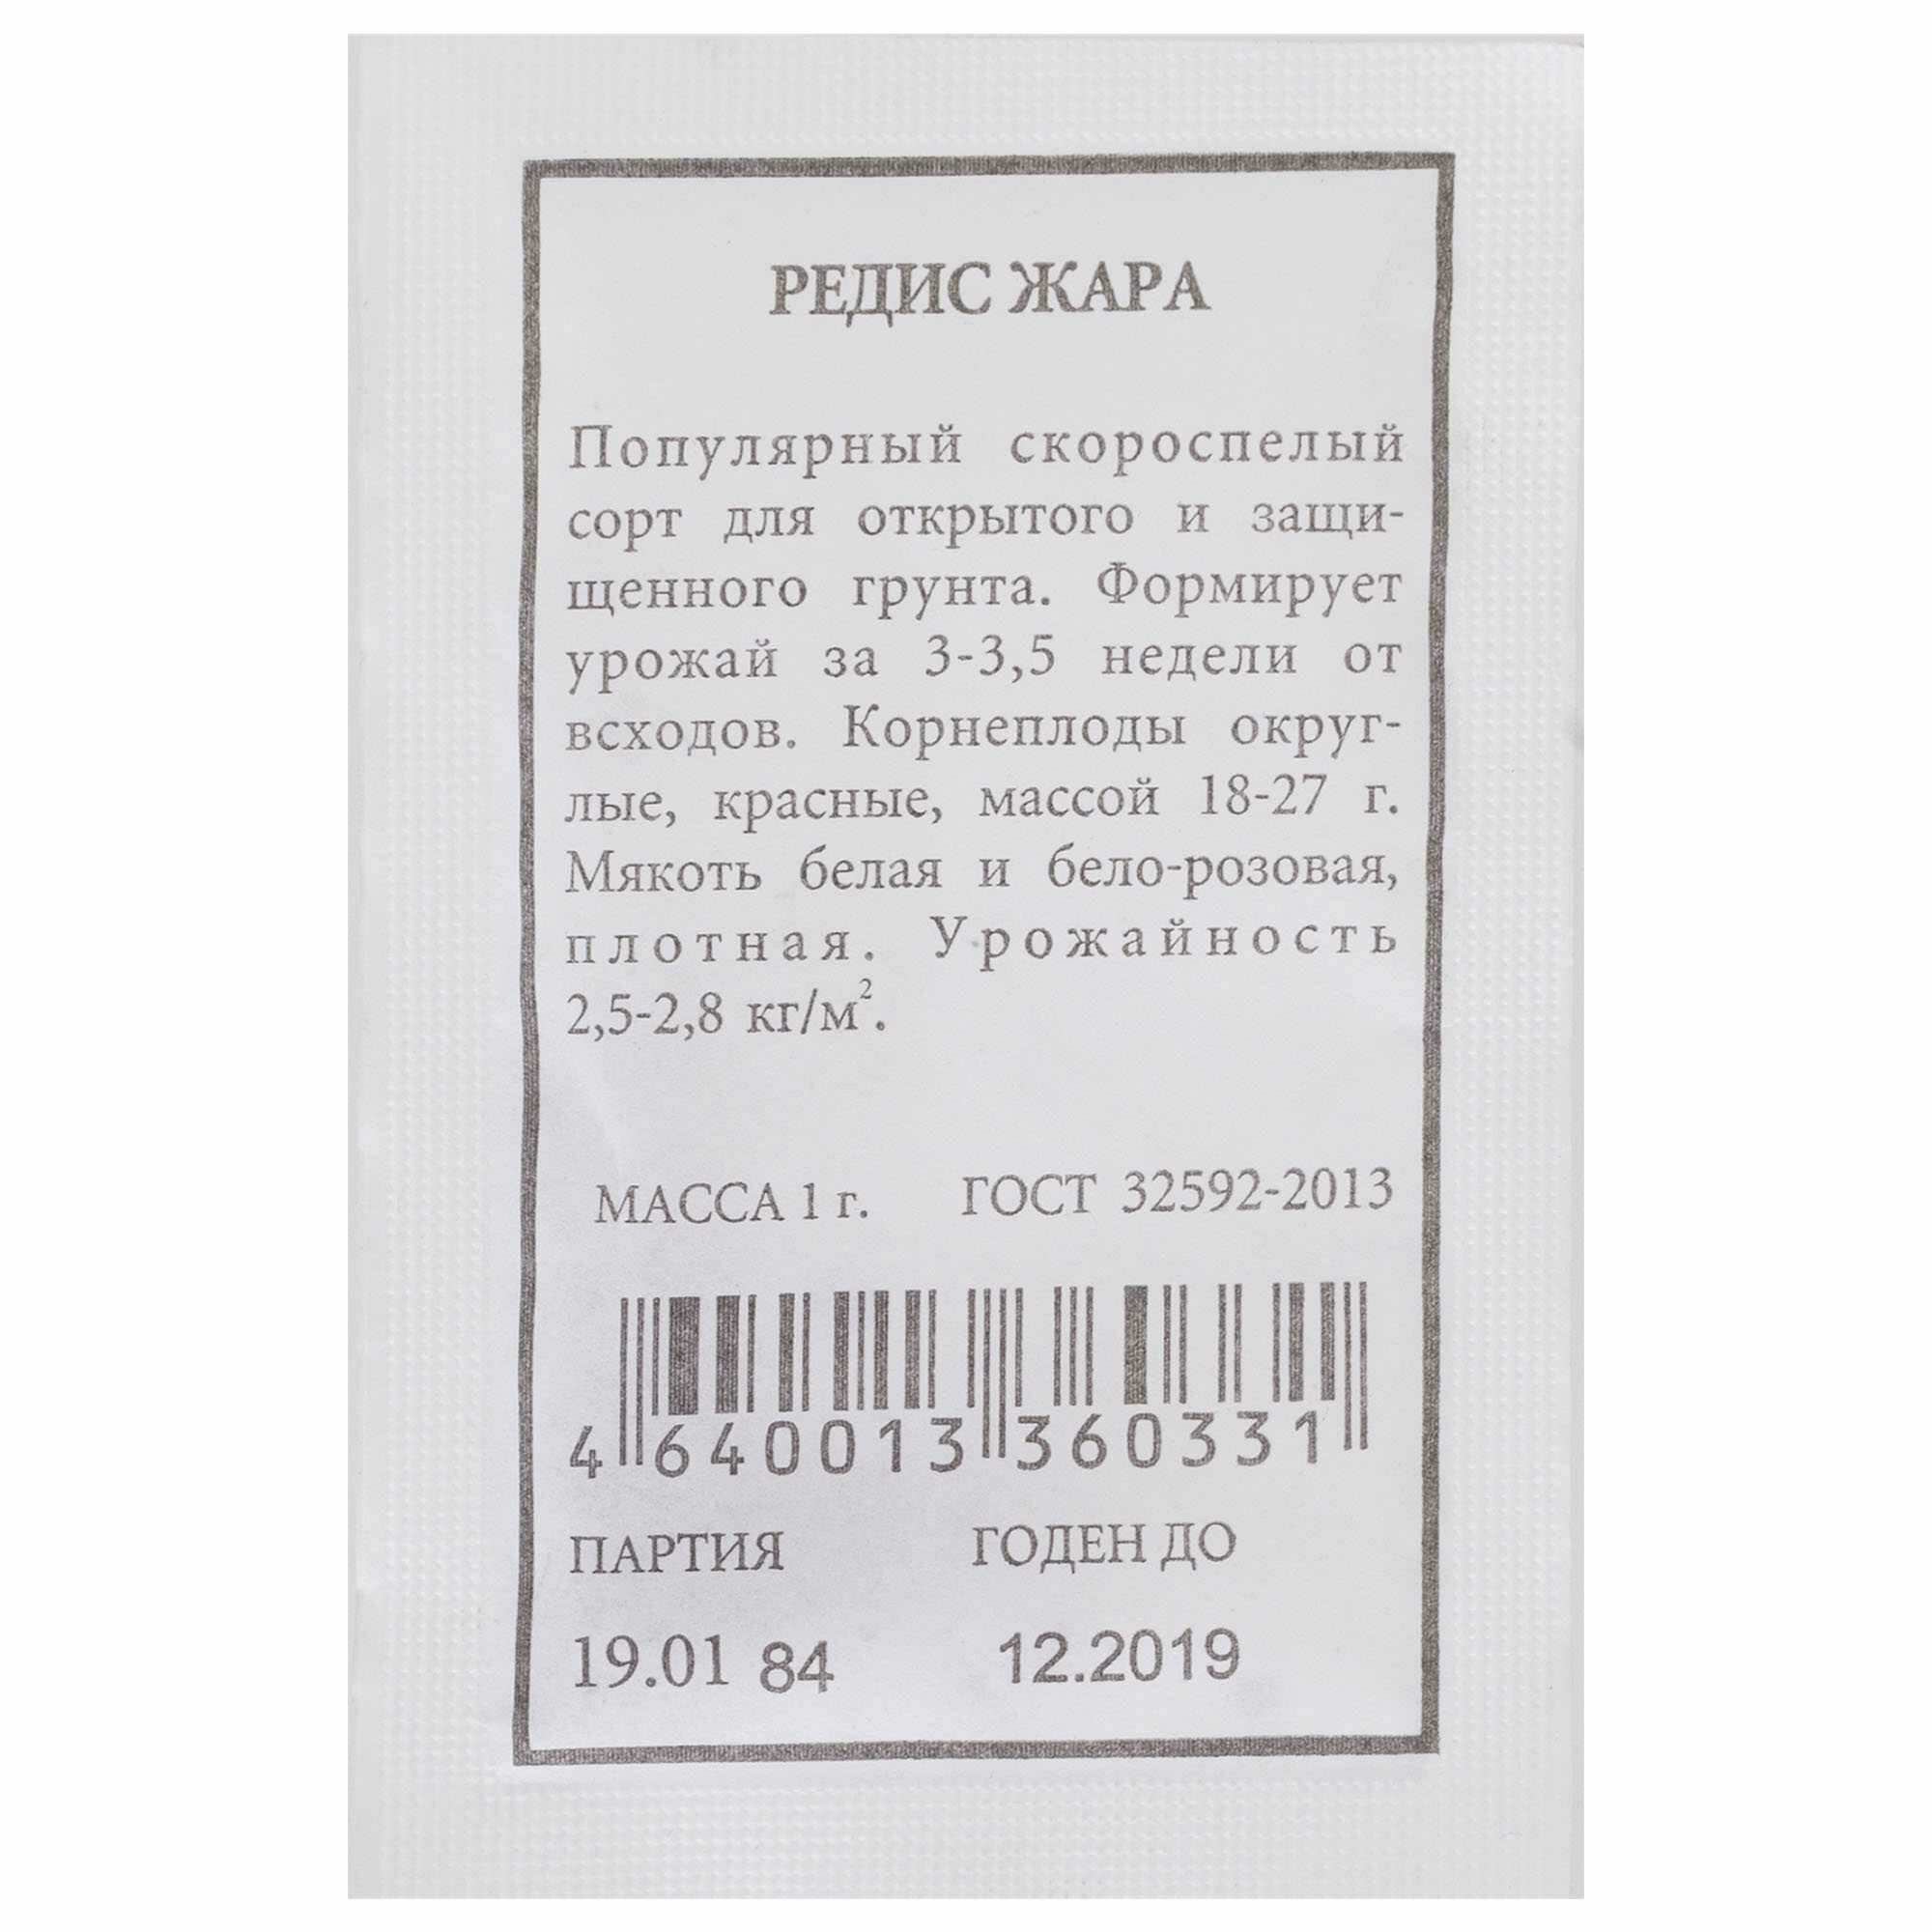 РЕДИС ЖАРА
Популярный скороспелый
сорт для открытого и защи-
щенного грунта. Формирует
урожай за 3-3,5 недели от
всходов. Корнеплоды округ-
лые, красные, массой 18-27 г.
Мякоть белая и бело-розовая,
плотная. Урожайность
2,5-2,8 кг/м².
МАССА 1 г. ГОСТ 32592-2013
4 640013 360331
ПАРТИЯ ГОДЕН ДО
19.01 84 12.2019